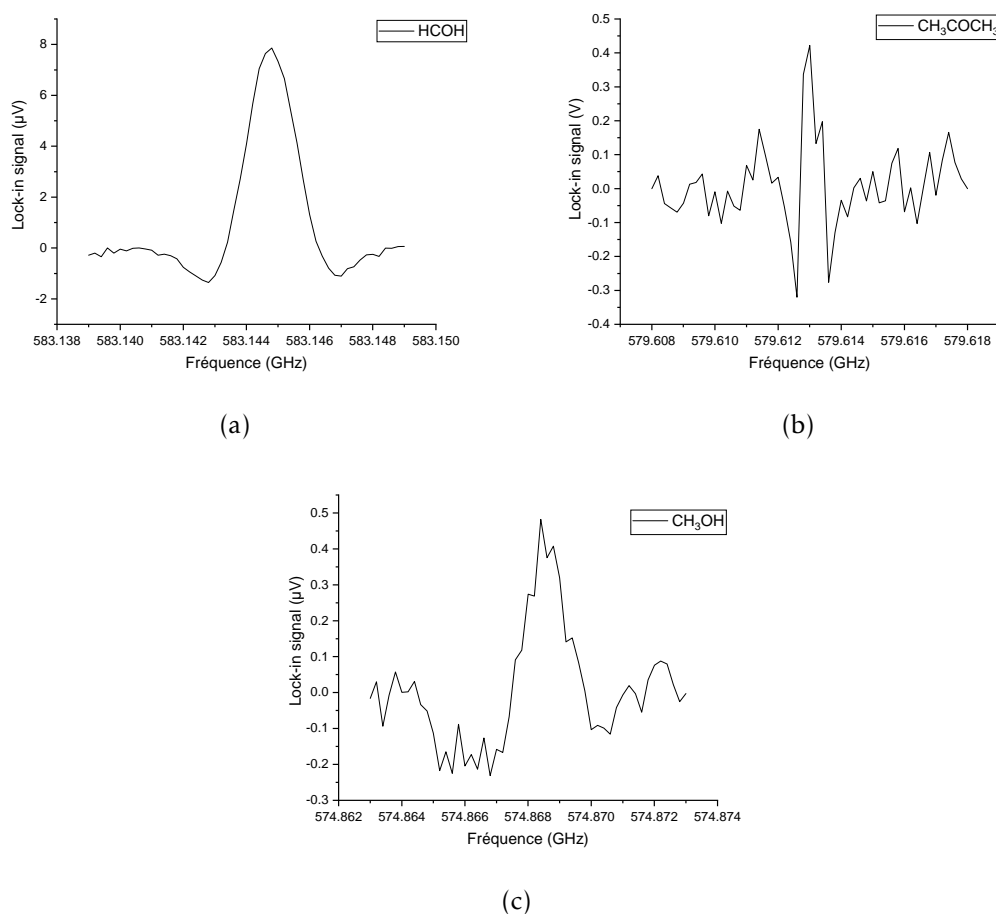 HCOH
8
6
4
2
0
-2
Lock-in signal (µV)
583.138 583.140 583.142 583.144 583.146 583.148 583.150
Fréquence (GHz)
(a)
CH₃COCH₃
0.5
0.4
0.3
0.2
0.1
0.0
-0.1
-0.2
-0.3
-0.4
Lock-in signal (V)
579.608 579.610 579.612 579.614 579.616 579.618
Fréquence (GHz)
(b)
CH₃OH
0.5
0.4
0.3
0.2
0.1
0.0
-0.1
-0.2
-0.3
Lock-in signal (µV)
574.862 574.864 574.866 574.868 574.870 574.872 574.874
Fréquence (GHz)
(c)